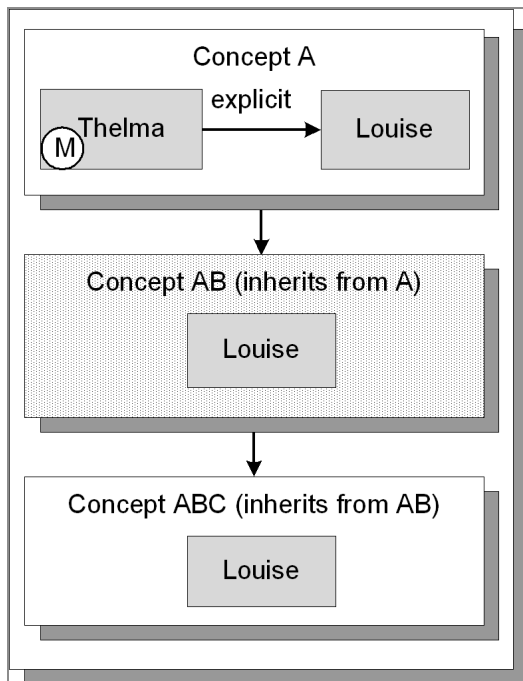 Concept A
explicit
Thelma
Louise
M
Concept AB (inherits from A)
Louise
Concept ABC (inherits from AB)
Louise